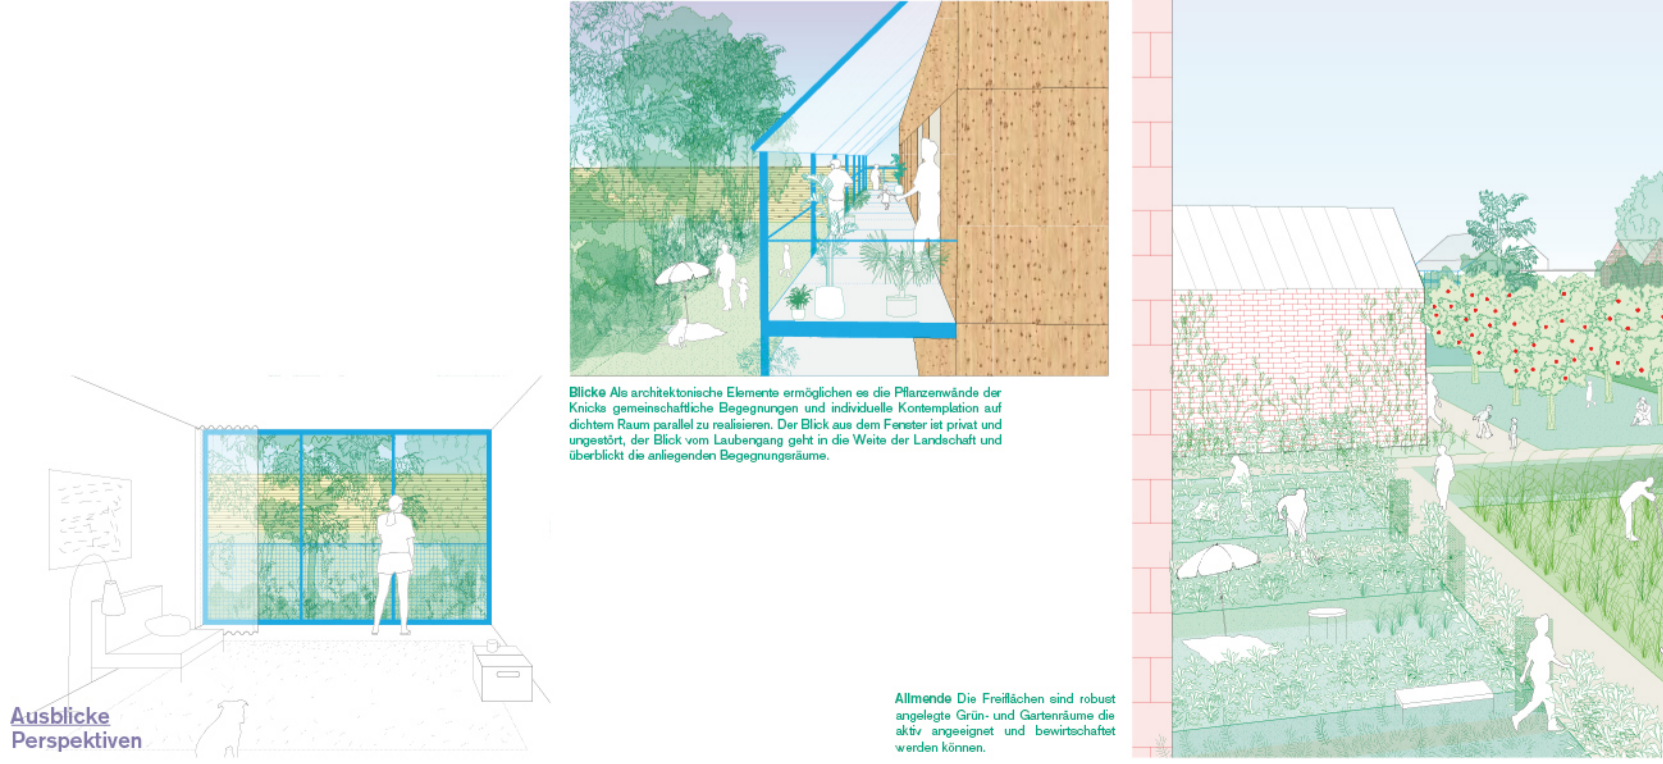 Blicke Als architektonische Elemente ermöglichen es die Pflanzenwände der
Knicks gemeinschaftliche Begegnungen und individuelle Kontemplation auf
dichtem Raum parallel zu realisieren. Der Blick aus dem Fenster ist privat und
ungestört, der Blick vom Laubengang geht in die Weite der Landschaft und
überblickt die anliegenden Begegnungsräume.
Allmende Die Freiflächen sind robust
angelegte Grün- und Gartenräume die
aktiv angeeignet und bewirtschaftet
werden können.
Ausblicke
Perspektiven